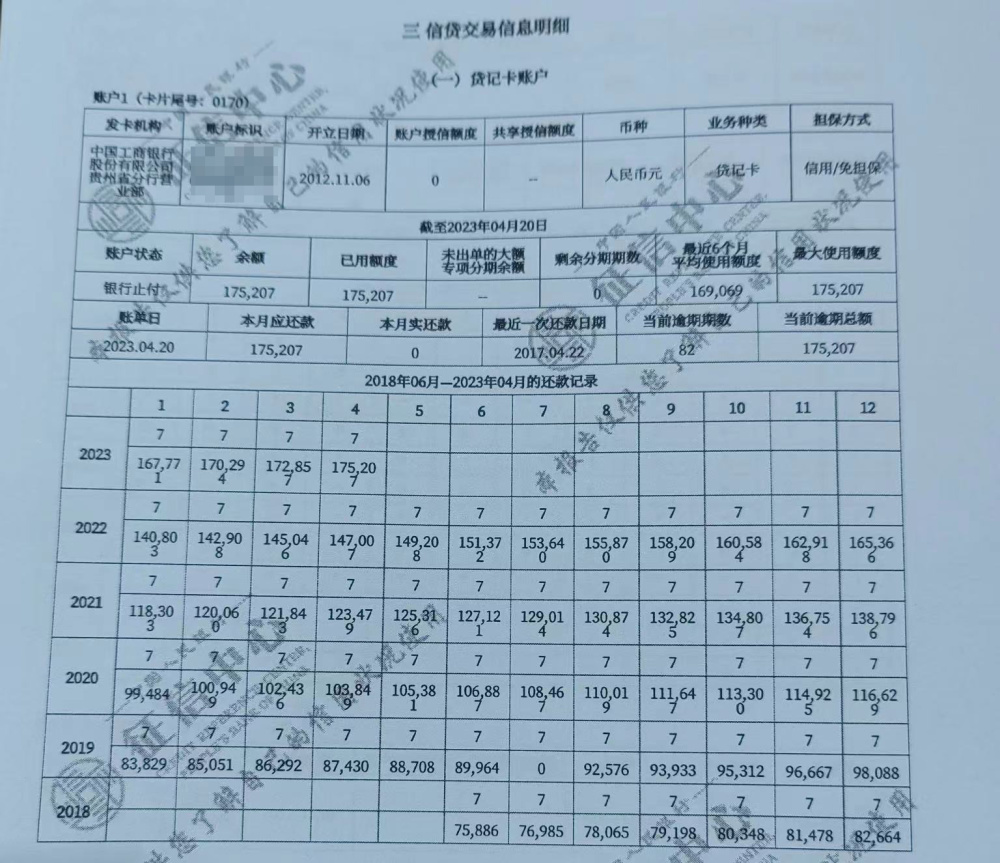 三 信贷交易信息明细
（一）贷记卡账户
账户1（卡片尾号：0170）
发卡机构 账户标识 开立日期 账户授信额度 共享授信额度 币种 业务种类 担保方式
中国工商银行
股份有限公司
贵州省分行营
业部
2012.11.06 0 -- 人民币元 贷记卡 信用/免担保
截至2023年04月20日
账户状态 余额 已用额度 未出单的大额专项分期余额 剩余分期期数 最近6个月平均使用额度 最大使用额度
银行止付 175,207 175,207 -- 0 169,069 175,207
账单日 本月应还款 本月实还款 最近一次还款日期 当前逾期期数 当前逾期总额
2023.04.20 175,207 0 2017.04.22 82 175,207
2018年06月—2023年04月的还款记录
1 2 3 4 5 6 7 8 9 10 11 12
2023
7 7 7 7
167,771 170,294 172,857 175,207
2022
7 7 7 7 7 7 7 7 7 7 7 7
140,803 142,908 145,046 147,007 149,208 151,372 153,640 155,870 158,209 160,584 162,918 165,366
2021
7 7 7 7 7 7 7 7 7 7 7 7
118,303 120,060 121,843 123,479 125,316 127,121 129,014 130,874 132,825 134,807 136,754 138,796
2020
7 7 7 7 7 7 7 7 7 7 7 7
99,484 100,949 102,436 103,849 105,381 106,887 108,467 110,019 111,647 113,300 114,925 116,629
2019
7 7 7 7 7 7 7 7 7 7 7 7
83,829 85,051 86,292 87,430 88,708 89,964 0 92,576 93,933 95,312 96,667 98,088
2018
7 7 7 7 7 7 7
75,886 76,985 78,065 79,198 80,348 81,478 82,664
征信中心
CREDIT REFERENCE CENTER,
PEOPLE'S BANK OF CHINA
本报告仅供您了解自己的信用状况使用